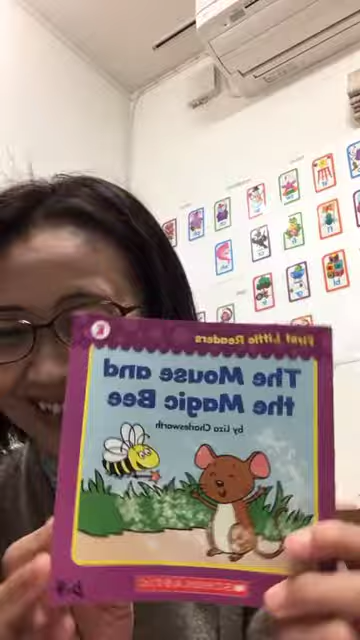 First Little Readers
The Mouse and
the Magic Bee
by Liza Charlesworth
SCHOLASTIC